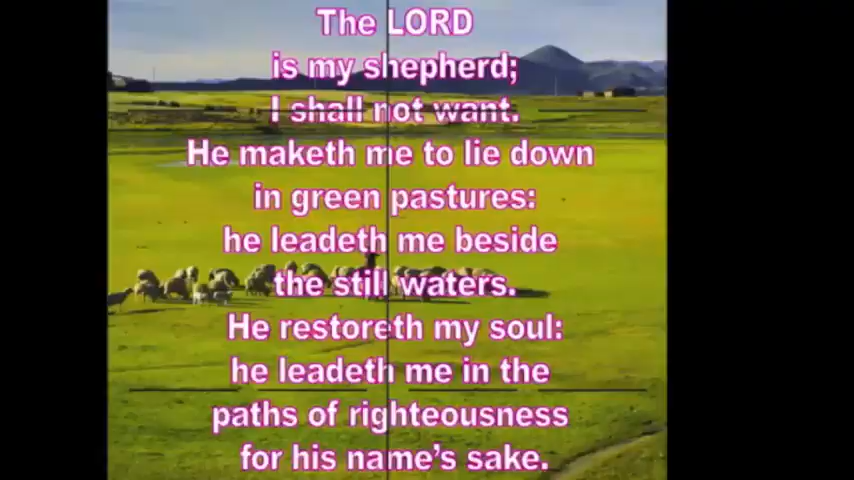 The LORD
is my shepherd;
I shall not want.
He maketh me to lie down
in green pastures:
he leadeth me beside
the still waters.
He restoreth my soul:
he leadeth me in the
paths of righteousness
for his name’s sake.